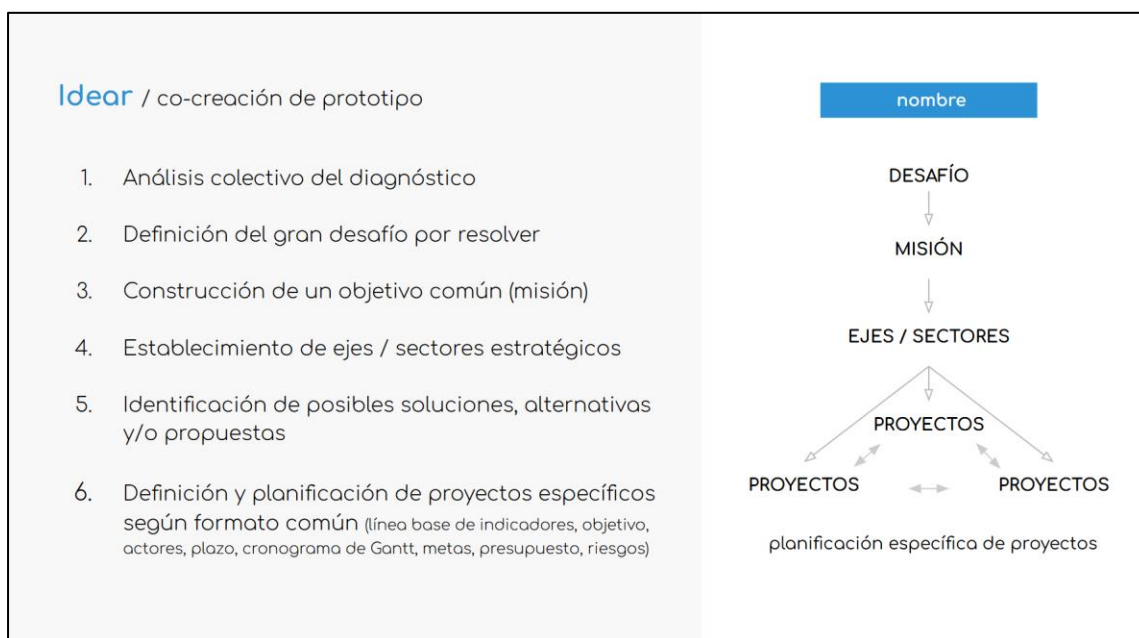 Idear / co-creación de prototipo
1. Análisis colectivo del diagnóstico
2. Definición del gran desafío por resolver
3. Construcción de un objetivo común (misión)
4. Establecimiento de ejes / sectores estratégicos
5. Identificación de posibles soluciones, alternativas
y/o propuestas
6. Definición y planificación de proyectos específicos
según formato común (línea base de indicadores, objetivo,
actores, plazo, cronograma de Gantt, metas, presupuesto, riesgos)
nombre
DESAFÍO
MISIÓN
EJES / SECTORES
PROYECTOS
PROYECTOS PROYECTOS
planificación específica de proyectos